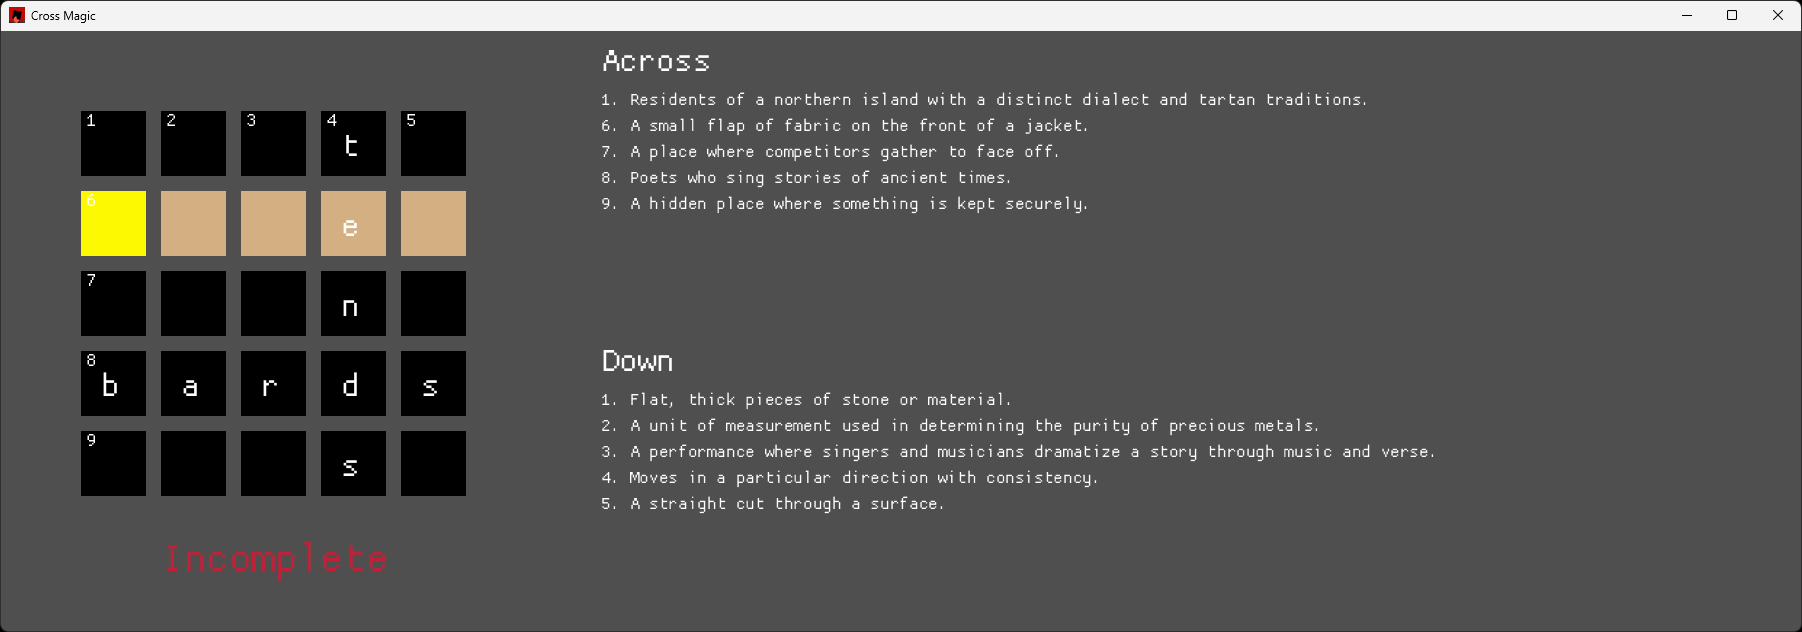 Cross Magic
Across
1. Residents of a northern island with a distinct dialect and tartan traditions.
6. A small flap of fabric on the front of a jacket.
7. A place where competitors gather to face off.
8. Poets who sing stories of ancient times.
9. A hidden place where something is kept securely.
1 2 3 4 5
t
6
e
7
n
8
b a r d s
9
s
Incomplete
Down
1. Flat, thick pieces of stone or material.
2. A unit of measurement used in determining the purity of precious metals.
3. A performance where singers and musicians dramatize a story through music and verse.
4. Moves in a particular direction with consistency.
5. A straight cut through a surface.